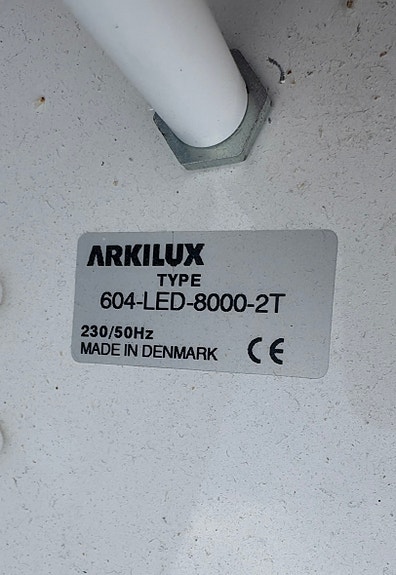 ARKILUX
TYPE
604-LED-8000-2T
230/50Hz
MADE IN DENMARK CE